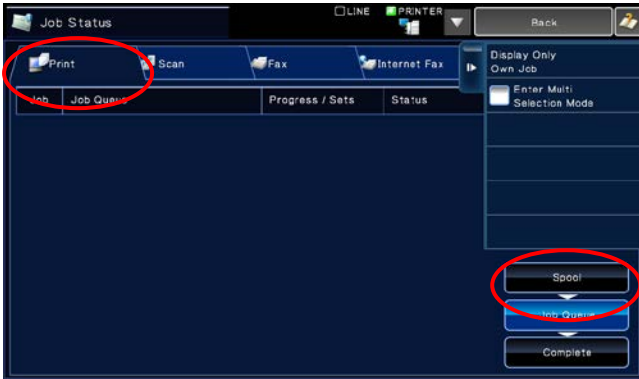 Job Status
LINE PRINTER
Back
Print Scan Fax Internet Fax
Display Only
Own Job
Job Job Queue Progress / Sets Status
Enter Multi
Selection Mode
Spool
Job Queue
Complete